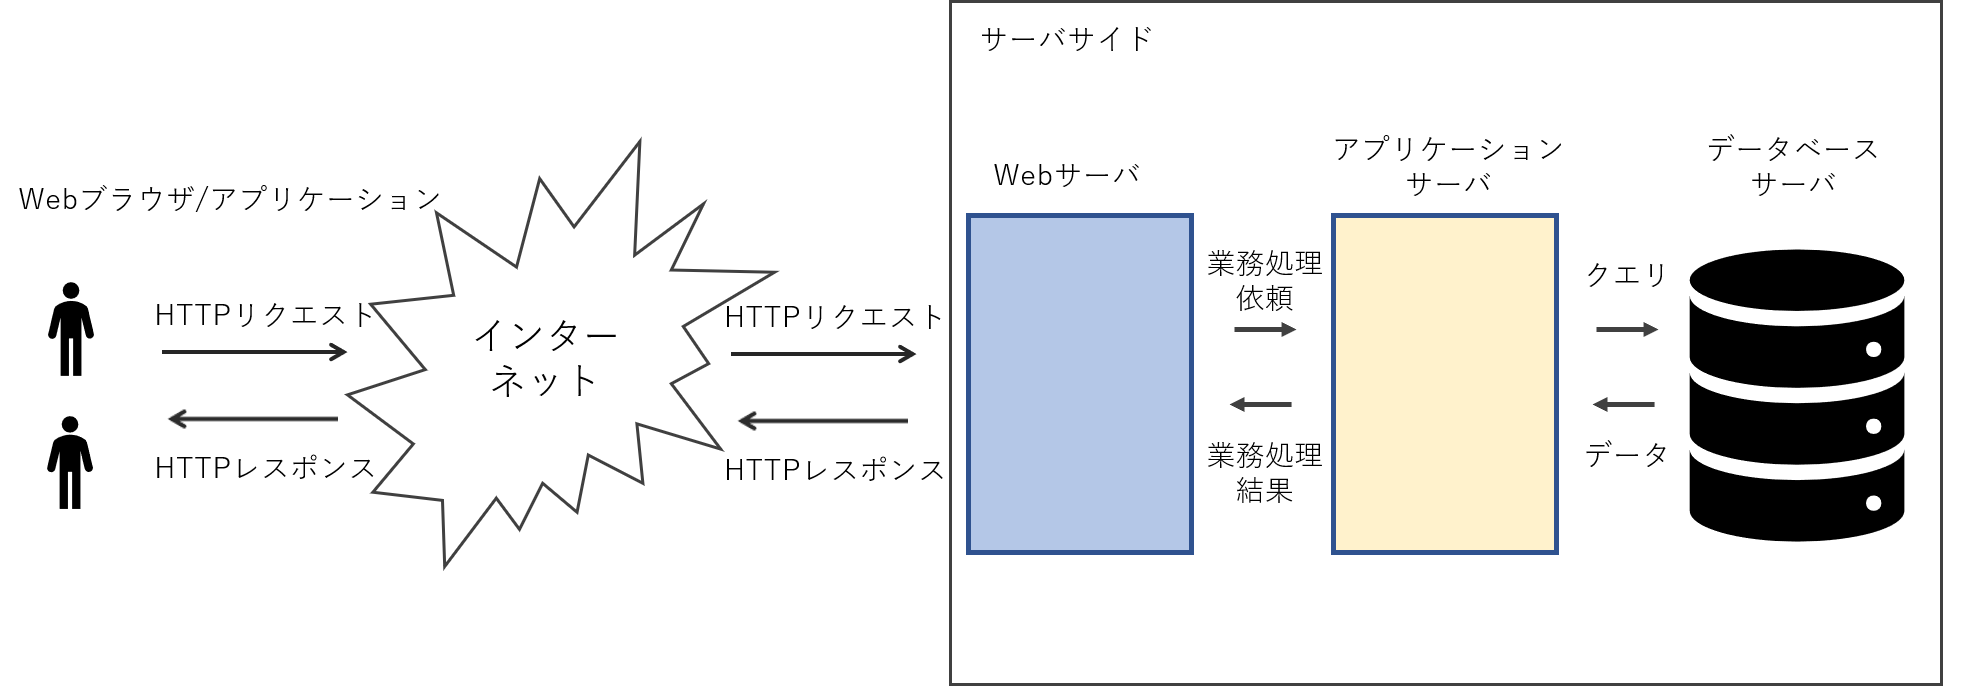 サーバサイド
Webブラウザ/アプリケーション
HTTPリクエスト
HTTPレスポンス
インター
ネット
HTTPリクエスト
HTTPレスポンス
Webサーバ
業務処理
依頼
業務処理
結果
アプリケーション
サーバ
クエリ
データ
データベース
サーバ